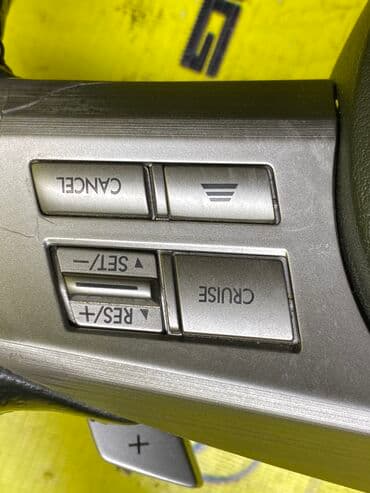 CRUISE
▲ RES/+
▼ SET/—
CANCEL
+
G